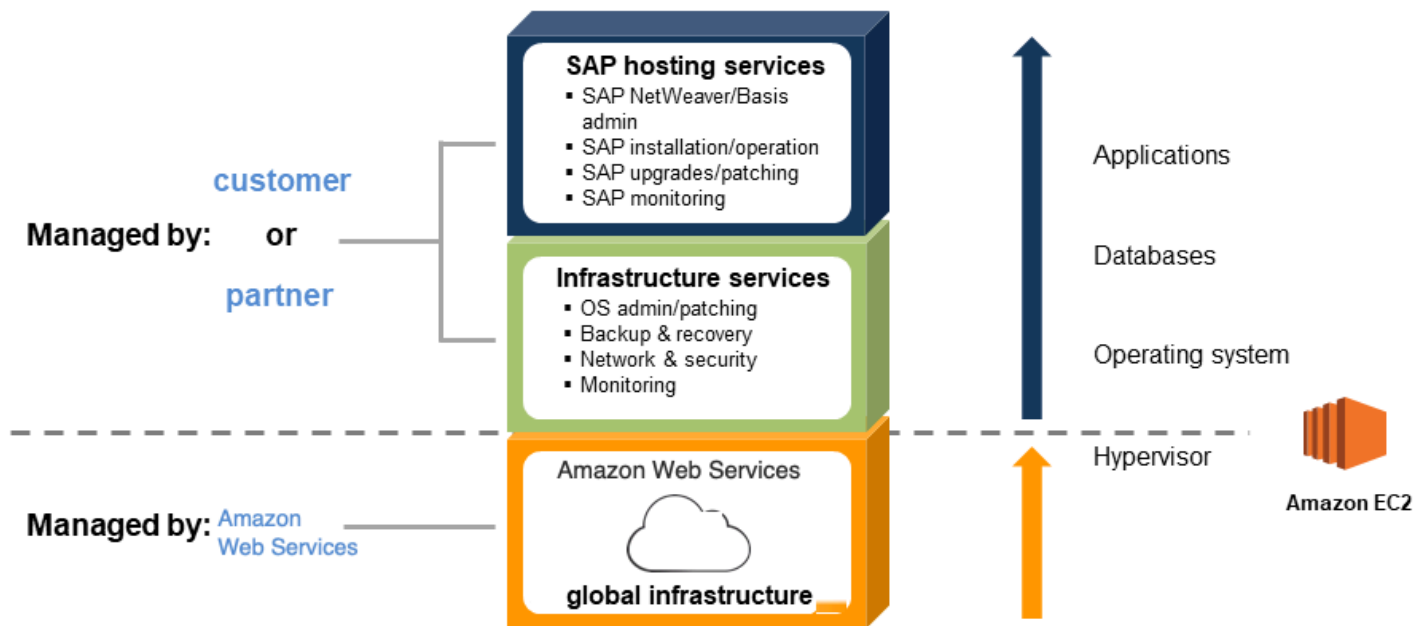 SAP hosting services
▪ SAP NetWeaver/Basis
admin
▪ SAP installation/operation
▪ SAP upgrades/patching
▪ SAP monitoring
customer
Managed by: or
partner
Infrastructure services
▪ OS admin/patching
▪ Backup & recovery
▪ Network & security
▪ Monitoring
Applications
Databases
Operating system
Hypervisor
Amazon EC2
Managed by: Amazon
Web Services
Amazon Web Services
global infrastructure